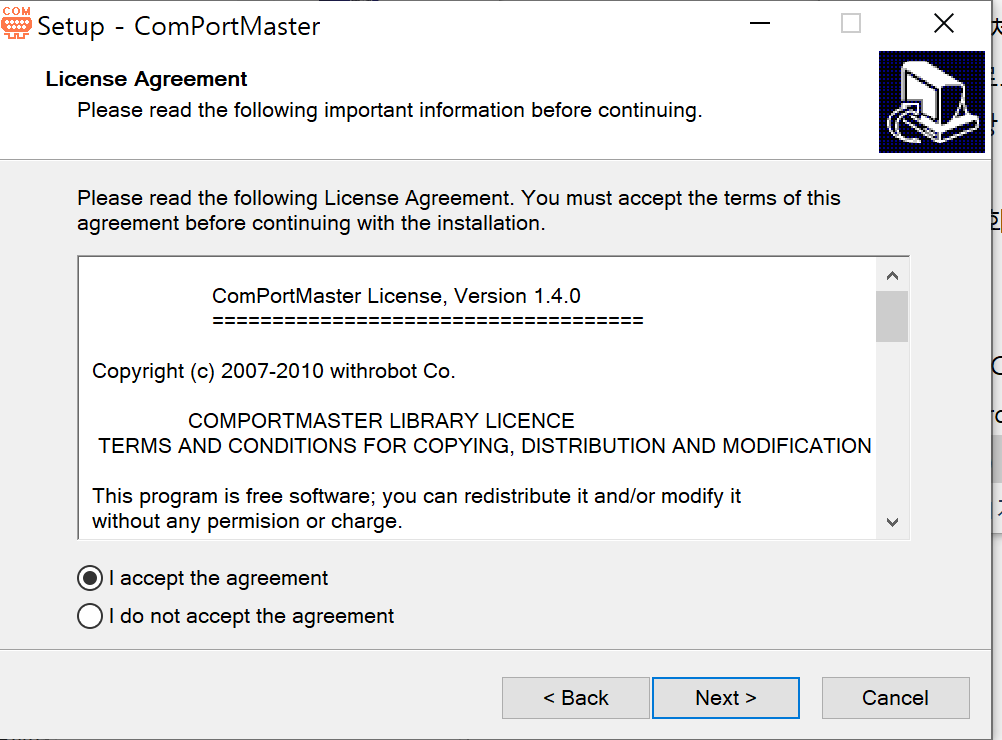 COM
Setup - ComPortMaster
License Agreement
Please read the following important information before continuing.
Please read the following License Agreement. You must accept the terms of this
agreement before continuing with the installation.
ComPortMaster License, Version 1.4.0
====================================
Copyright (c) 2007-2010 withrobot Co.
COMPORTMASTER LIBRARY LICENCE
TERMS AND CONDITIONS FOR COPYING, DISTRIBUTION AND MODIFICATION
This program is free software; you can redistribute it and/or modify it
without any permision or charge.
I accept the agreement
I do not accept the agreement
< Back
Next >
Cancel